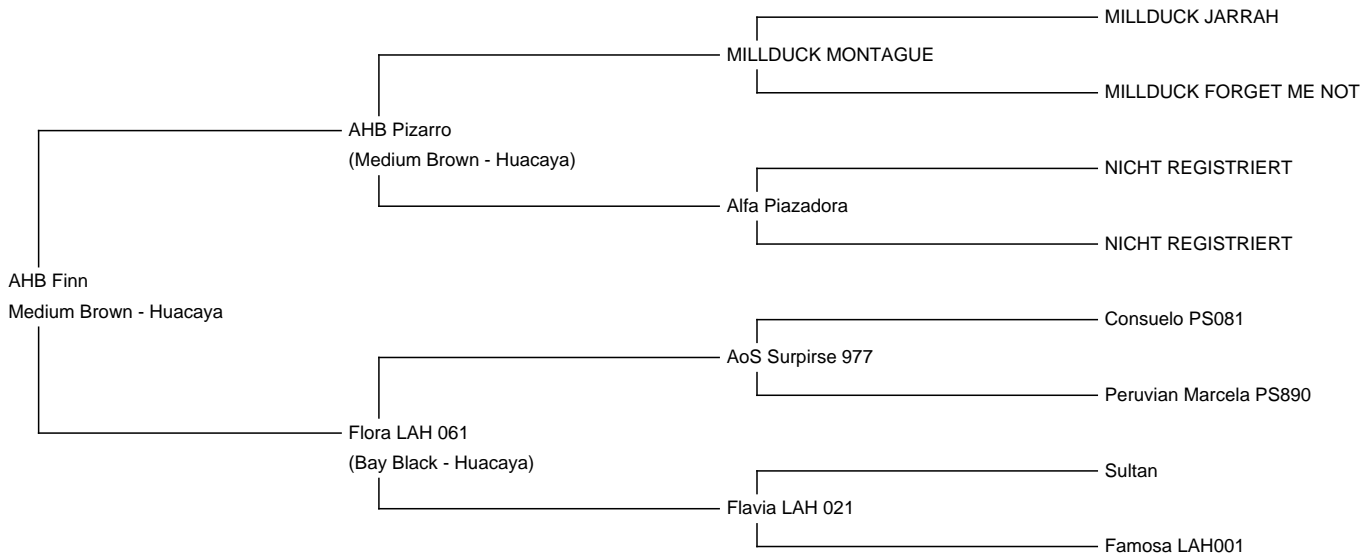 MILLDUCK JARRAH
MILLDUCK MONTAGUE
MILLDUCK FORGET ME NOT
AHB Pizarro
(Medium Brown - Huacaya)
NICHT REGISTRIERT
Alfa Piazadora
NICHT REGISTRIERT
AHB Finn
Medium Brown - Huacaya
Consuelo PS081
AoS Surpirse 977
Peruvian Marcela PS890
Flora LAH 061
(Bay Black - Huacaya)
Sultan
Flavia LAH 021
Famosa LAH001